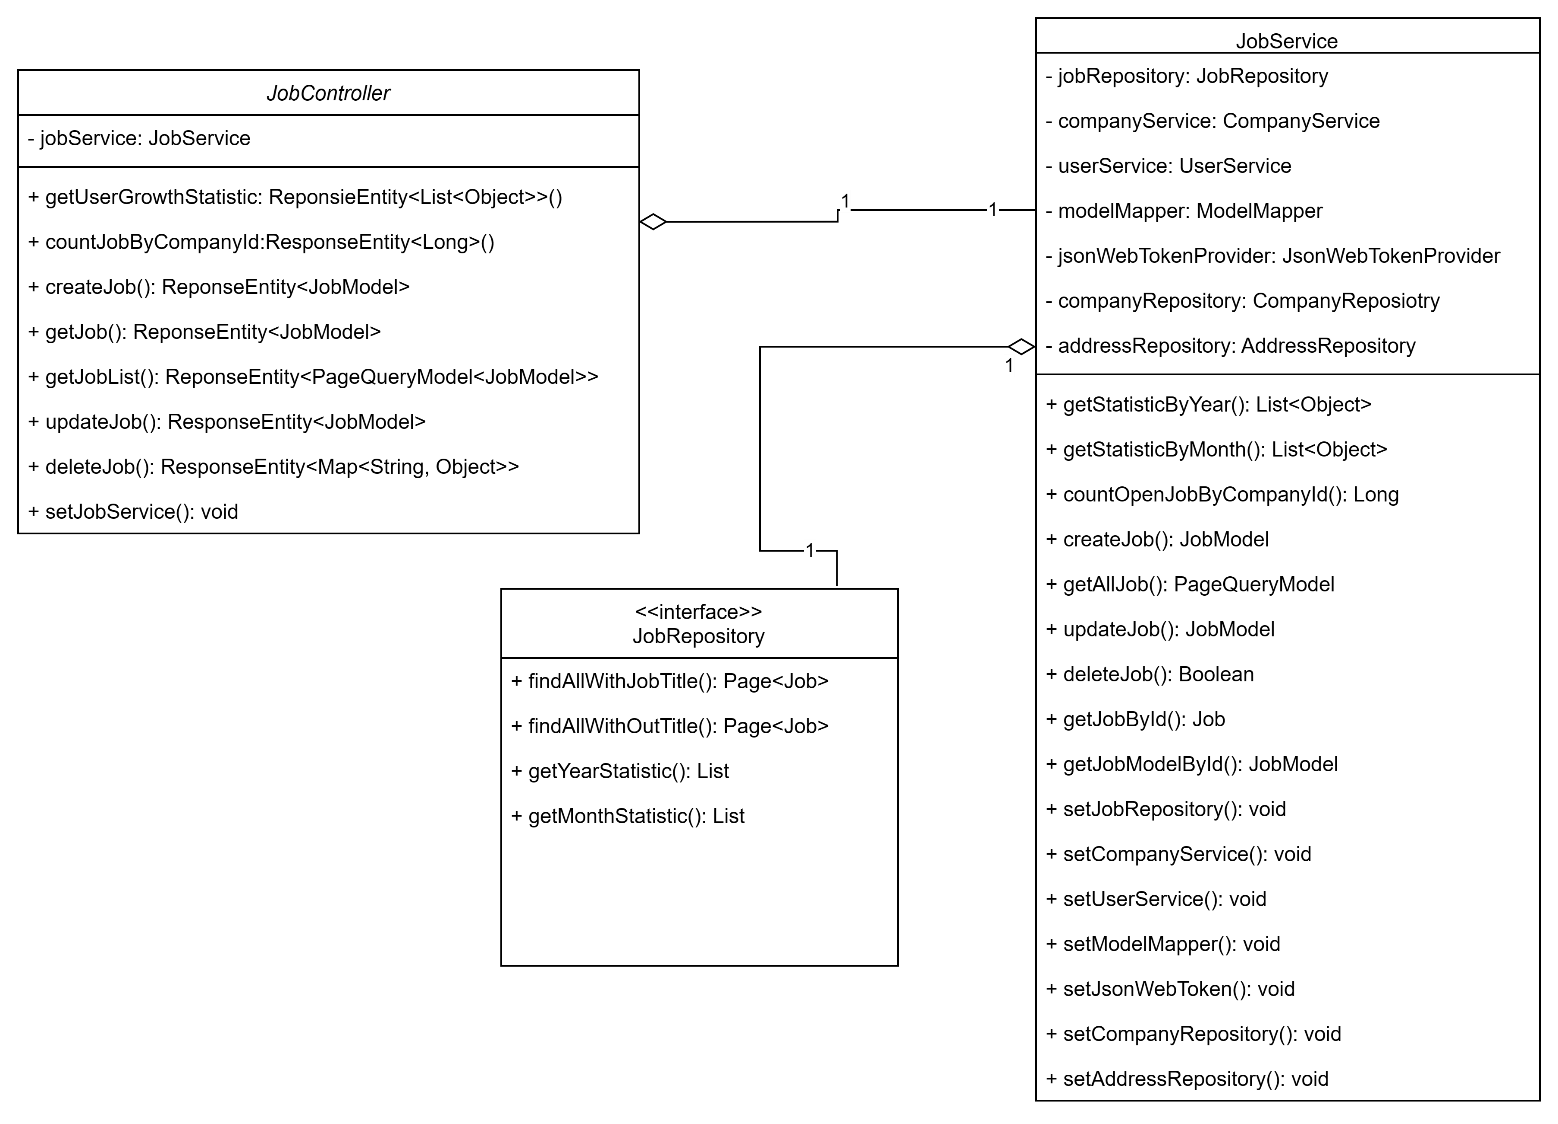 JobController
- jobService: JobService
+ getUserGrowthStatistic: ReponsieEntity<List<Object>>()
+ countJobByCompanyId:ResponseEntity<Long>()
+ createJob(): ReponseEntity<JobModel>
+ getJob(): ReponseEntity<JobModel>
+ getJobList(): ReponseEntity<PageQueryModel<JobModel>>
+ updateJob(): ResponseEntity<JobModel>
+ deleteJob(): ResponseEntity<Map<String, Object>>
+ setJobService(): void
1
1
JobService
- jobRepository: JobRepository
- companyService: CompanyService
- userService: UserService
- modelMapper: ModelMapper
- jsonWebTokenProvider: JsonWebTokenProvider
- companyRepository: CompanyReposiotry
- addressRepository: AddressRepository
+ getStatisticByYear(): List<Object>
+ getStatisticByMonth(): List<Object>
+ countOpenJobByCompanyId(): Long
+ createJob(): JobModel
+ getAllJob(): PageQueryModel
+ updateJob(): JobModel
+ deleteJob(): Boolean
+ getJobById(): Job
+ getJobModelById(): JobModel
+ setJobRepository(): void
+ setCompanyService(): void
+ setUserService(): void
+ setModelMapper(): void
+ setJsonWebToken(): void
+ setCompanyRepository(): void
+ setAddressRepository(): void
1
1
<<interface>>
JobRepository
+ findAllWithJobTitle(): Page<Job>
+ findAllWithOutTitle(): Page<Job>
+ getYearStatistic(): List
+ getMonthStatistic(): List